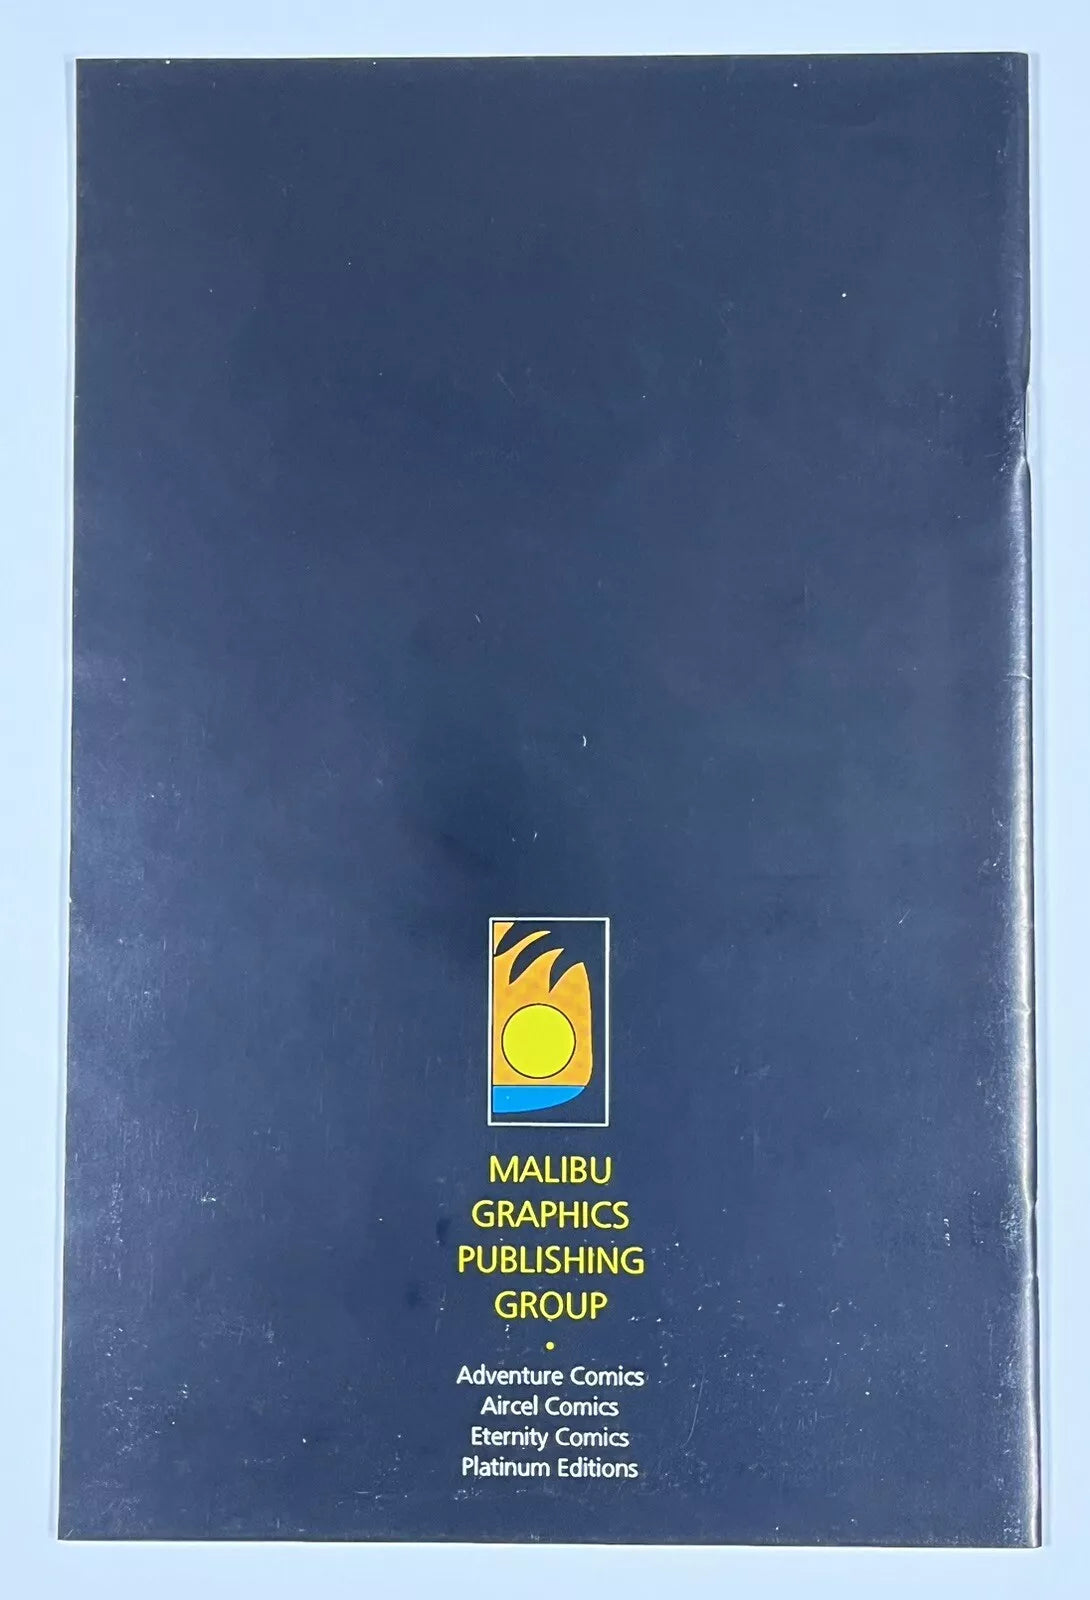 MALIBU
GRAPHICS
PUBLISHING
GROUP
•
Adventure Comics
Aircel Comics
Eternity Comics
Platinum Editions